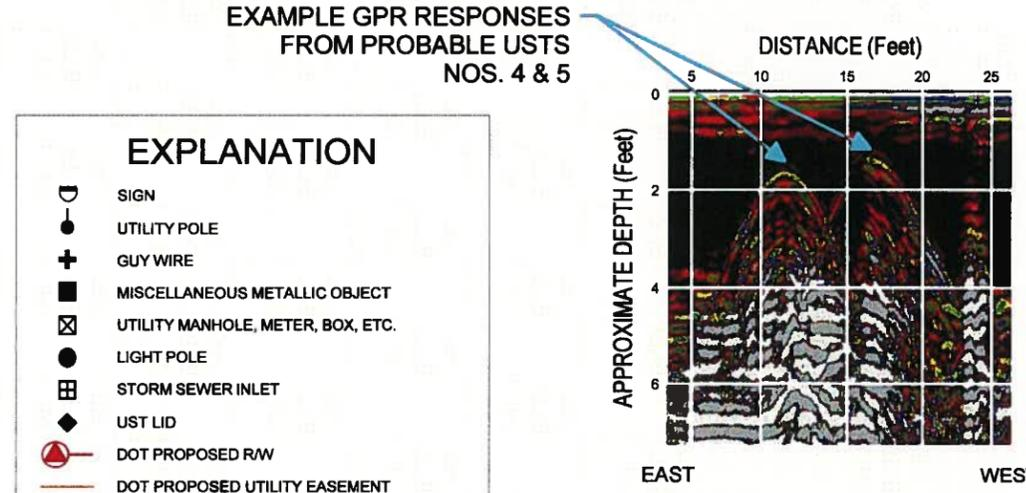 EXAMPLE GPR RESPONSES
FROM PROBABLE USTS
NOS. 4 & 5
EXPLANATION
SIGN
UTILITY POLE
GUY WIRE
MISCELLANEOUS METALLIC OBJECT
UTILITY MANHOLE, METER, BOX, ETC.
LIGHT POLE
STORM SEWER INLET
UST LID
DOT PROPOSED R/W
DOT PROPOSED UTILITY EASEMENT
DISTANCE (Feet)
5 10 15 20 25
APPROXIMATE DEPTH (Feet)
0
2
4
6
EAST WES